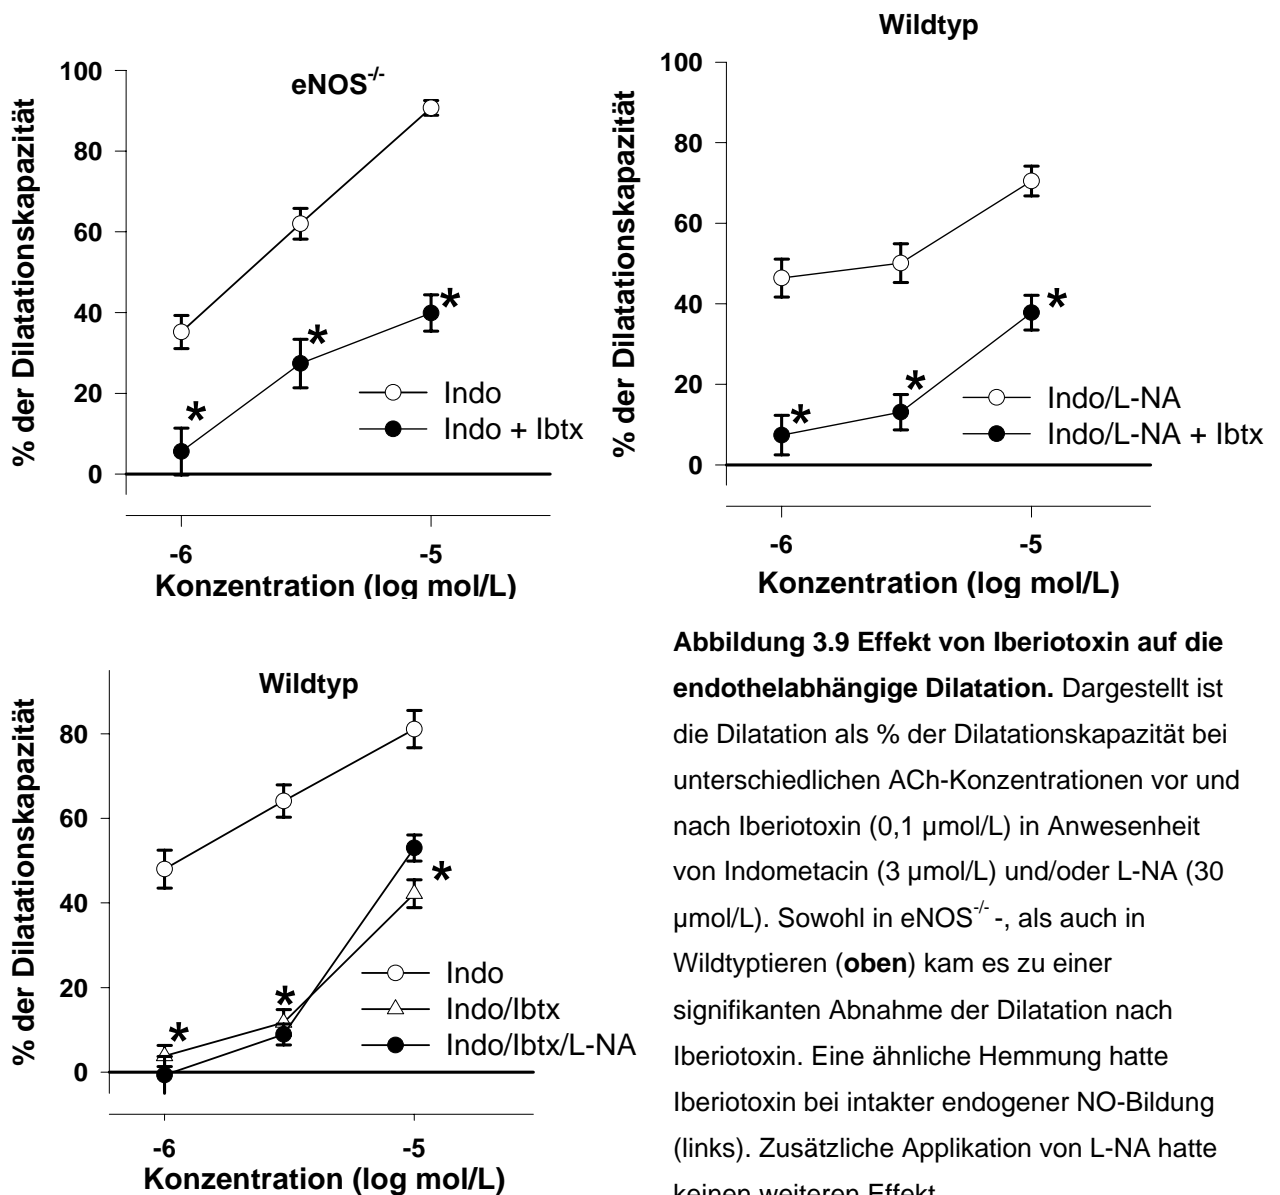 eNOS-/-
% der Dilatationskapazität
100
80
60
40
20
0
*
*
*
Indo
Indo + Ibtx
-6
-5
Konzentration (log mol/L)
Wildtyp
% der Dilatationskapazität
100
80
60
40
20
0
*
*
*
Indo/L-NA
Indo/L-NA + Ibtx
-6
-5
Konzentration (log mol/L)
Wildtyp
% der Dilatationskapazität
80
60
40
20
0
*
*
*
Indo
Indo/Ibtx
Indo/Ibtx/L-NA
-6
-5
Konzentration (log mol/L)
Abbildung 3.9 Effekt von Iberiotoxin auf die
endothelabhängige Dilatation. Dargestellt ist
die Dilatation als % der Dilatationskapazität bei
unterschiedlichen ACh-Konzentrationen vor und
nach Iberiotoxin (0,1 µmol/L) in Anwesenheit
von Indometacin (3 µmol/L) und/oder L-NA (30
µmol/L). Sowohl in eNOS-/- -, als auch in
Wildtyptieren (oben) kam es zu einer
signifikanten Abnahme der Dilatation nach
Iberiotoxin. Eine ähnliche Hemmung hatte
Iberiotoxin bei intakter endogener NO-Bildung
(links). Zusätzliche Applikation von L-NA hatte
keinen weiteren Effekt